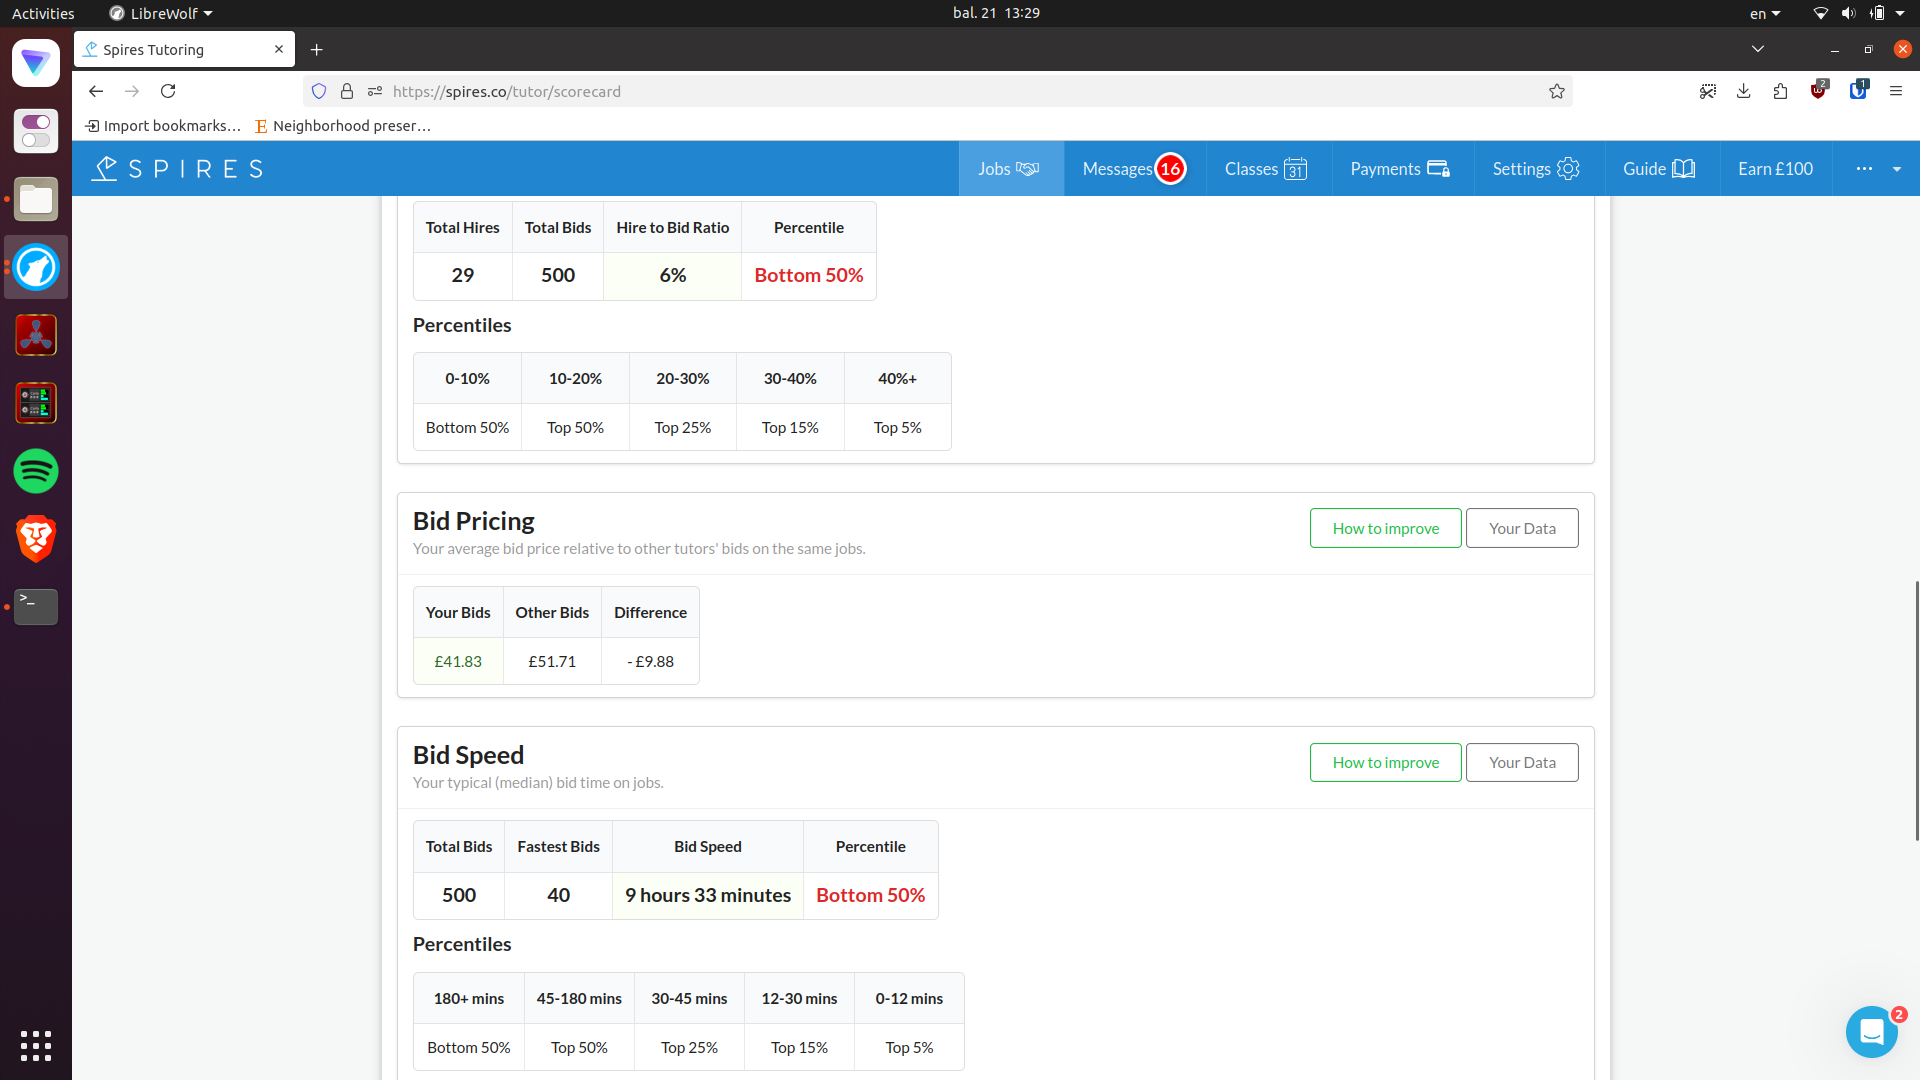 Activities
LibreWolf
bal. 21 13:29
en
Spires Tutoring
https://spires.co/tutor/scorecard
2
1
Import bookmarks...
Neighborhood preser...
SPIRES
Jobs
Messages 16
Classes 31
Payments
Settings
Guide
Earn £100
Total Hires Total Bids Hire to Bid Ratio Percentile
29 500 6% Bottom 50%
Percentiles
0-10% 10-20% 20-30% 30-40% 40%+
Bottom 50% Top 50% Top 25% Top 15% Top 5%
Bid Pricing
Your average bid price relative to other tutors' bids on the same jobs.
How to improve Your Data
Your Bids Other Bids Difference
£41.83 £51.71 - £9.88
Bid Speed
Your typical (median) bid time on jobs.
How to improve Your Data
Total Bids Fastest Bids Bid Speed Percentile
500 40 9 hours 33 minutes Bottom 50%
Percentiles
180+ mins 45-180 mins 30-45 mins 12-30 mins 0-12 mins
Bottom 50% Top 50% Top 25% Top 15% Top 5%
2